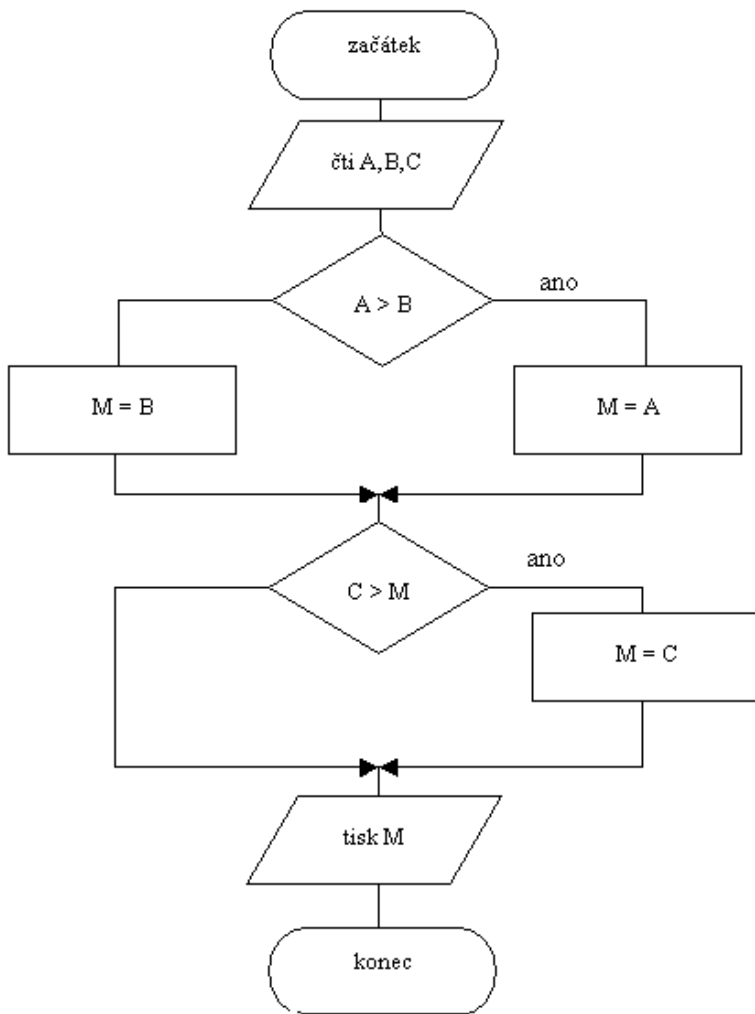 začátek
čti A,B,C
A > B
ano
M = B
M = A
C > M
ano
M = C
tisk M
konec